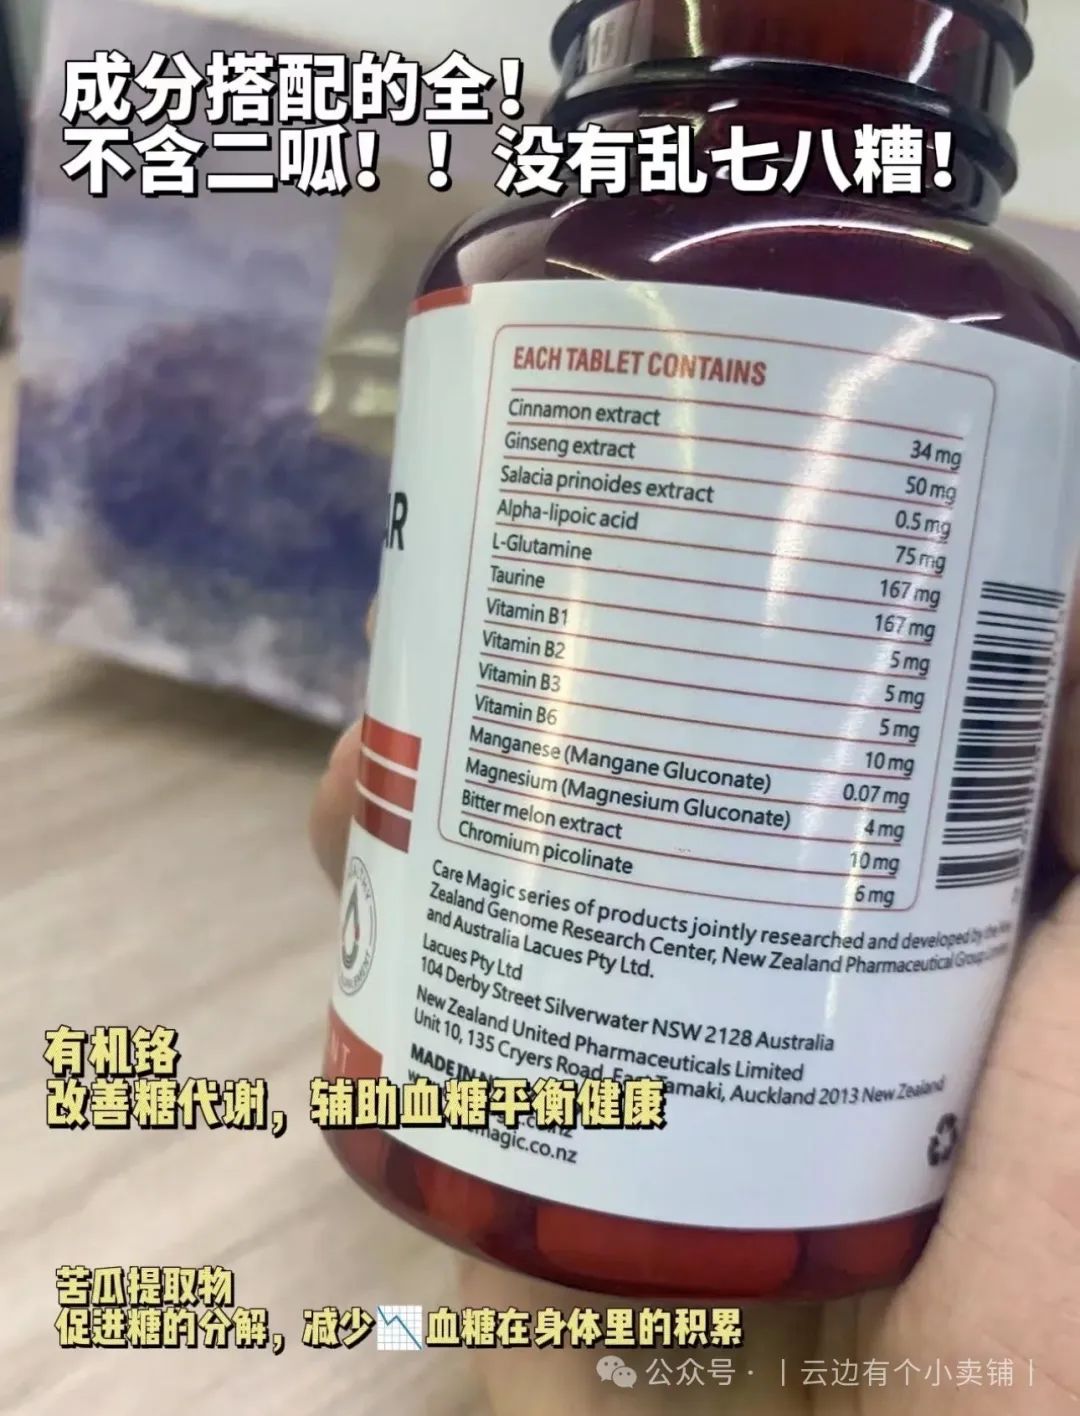 成分搭配的全！
不含二呱！！没有乱七八糟！
EACH TABLET CONTAINS
Cinnamon extract 34 mg
Ginseng extract 50 mg
Salacia prinoides extract 0.5 mg
Alpha-lipoic acid 75 mg
L-Glutamine 167 mg
Taurine 167 mg
Vitamin B1 5 mg
Vitamin B2 5 mg
Vitamin B3 5 mg
Vitamin B6 10 mg
Manganese (Mangane Gluconate) 0.07 mg
Magnesium (Magnesium Gluconate) 4 mg
Bitter melon extract 10 mg
Chromium picolinate 6 mg
Care Magic series of products jointly researched and developed by the
Zealand Genome Research Center, New Zealand Pharmaceutical Group
and Australia Lacues Pty Ltd.
Lacues Pty Ltd
104 Derby Street Silverwater NSW 2128 Australia
New Zealand United Pharmaceuticals Limited
Unit 10, 135 Cryers Road, Tamaki, Auckland 2013 New Zealand
MADE IN
magic.co.nz
有机铬
改善糖代谢，辅助血糖平衡健康
苦瓜提取物
促进糖的分解，减少📉血糖在身体里的积累
公众号·丨云边有个小卖铺丨